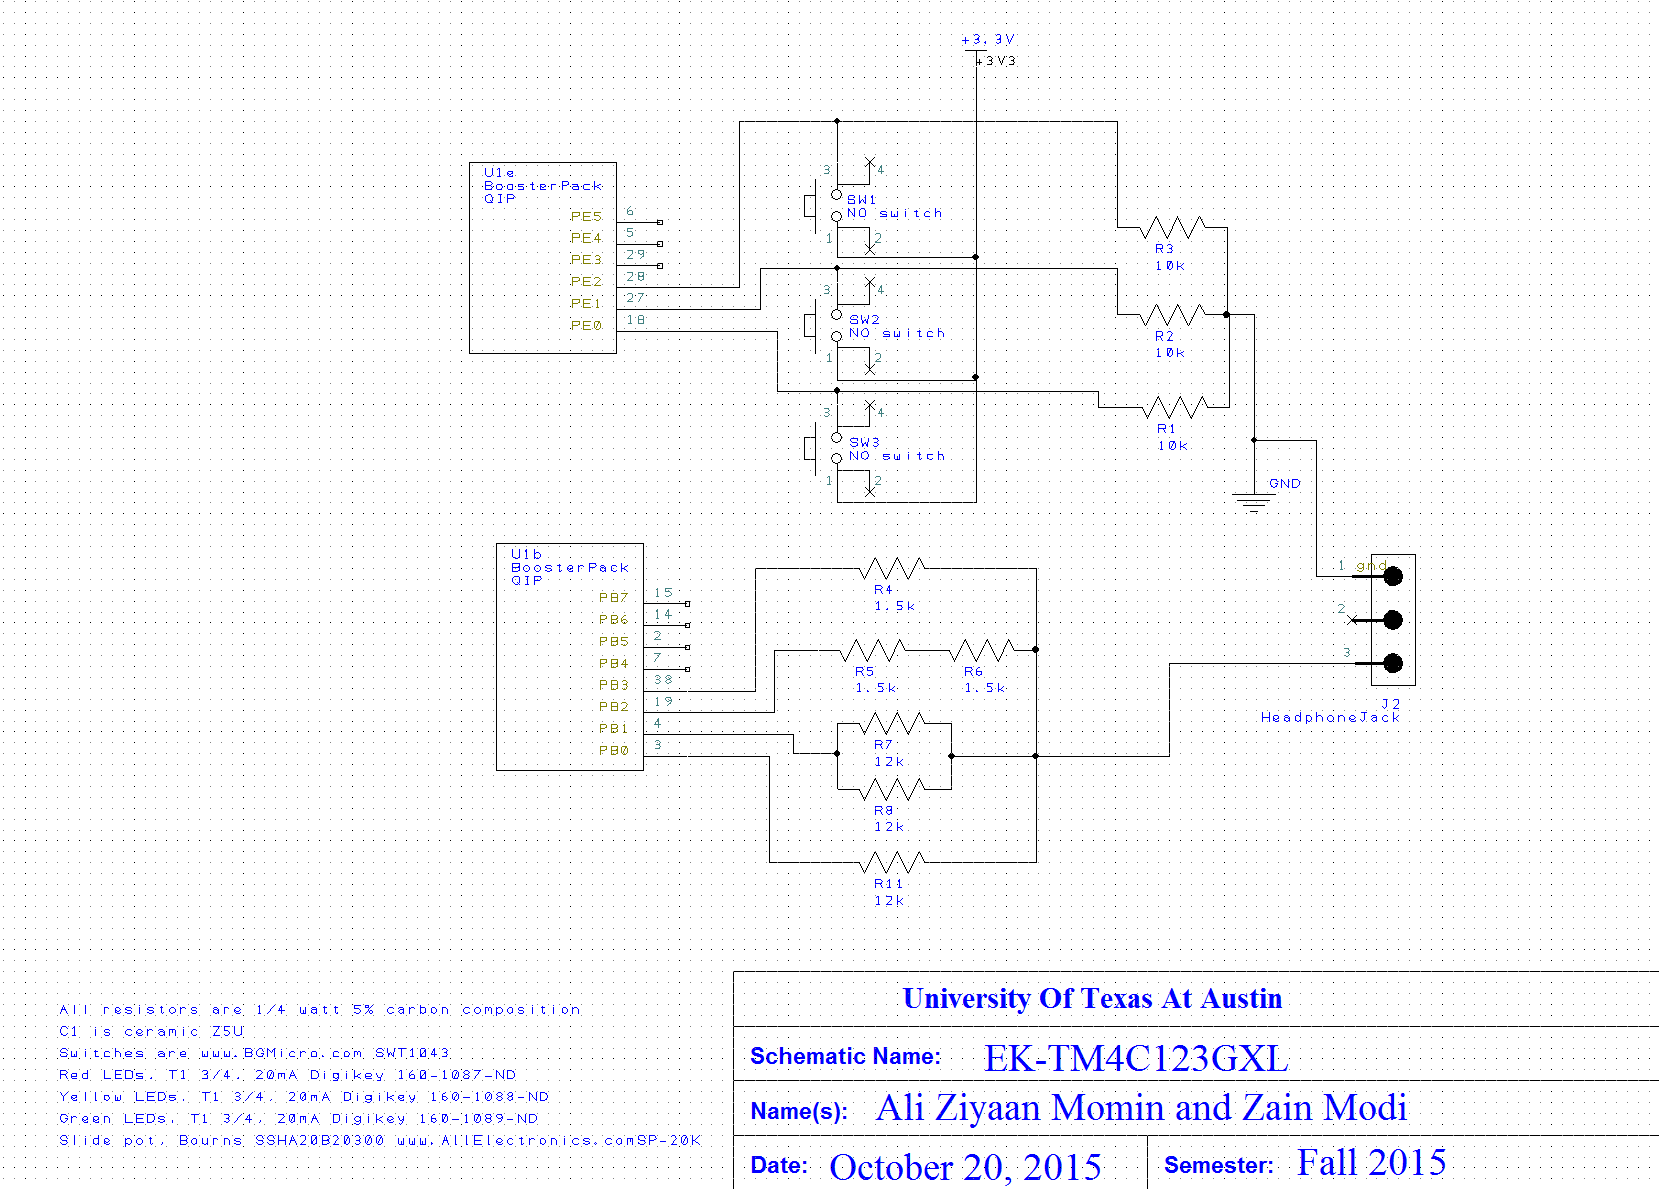 +3.3V
+3V3
U1e
BoosterPack
QIP
PE5 6
PE4 5
PE3 29
PE2 28
PE1 27
PE0 18
3 4
SW1
NO switch
1 2
3 4
SW2
NO switch
1 2
3 4
SW3
NO switch
1 2
R3
10k
R2
10k
R1
10k
GND
U1b
BoosterPack
QIP
PB7 15
PB6 14
PB5 2
PB4 7
PB3 38
PB2 19
PB1 4
PB0 3
R4
1.5k
R5
1.5k
R6
1.5k
R7
12k
R8
12k
R11
12k
1 gnd
2
3
J2
HeadphoneJack
All resistors are 1/4 watt 5% carbon composition
C1 is ceramic Z5U
Switches are www.BGMicro.com SWT1043
Red LEDs, T1 3/4, 20mA Digikey 160-1087-ND
Yellow LEDs, T1 3/4, 20mA Digikey 160-1088-ND
Green LEDs, T1 3/4, 20mA Digikey 160-1089-ND
Slide pot, Bourns SSHA20B20300 www.AllElectronics.comSP-20K
University Of Texas At Austin
Schematic Name: EK-TM4C123GXL
Name(s): Ali Ziyaan Momin and Zain Modi
Date: October 20, 2015 Semester: Fall 2015